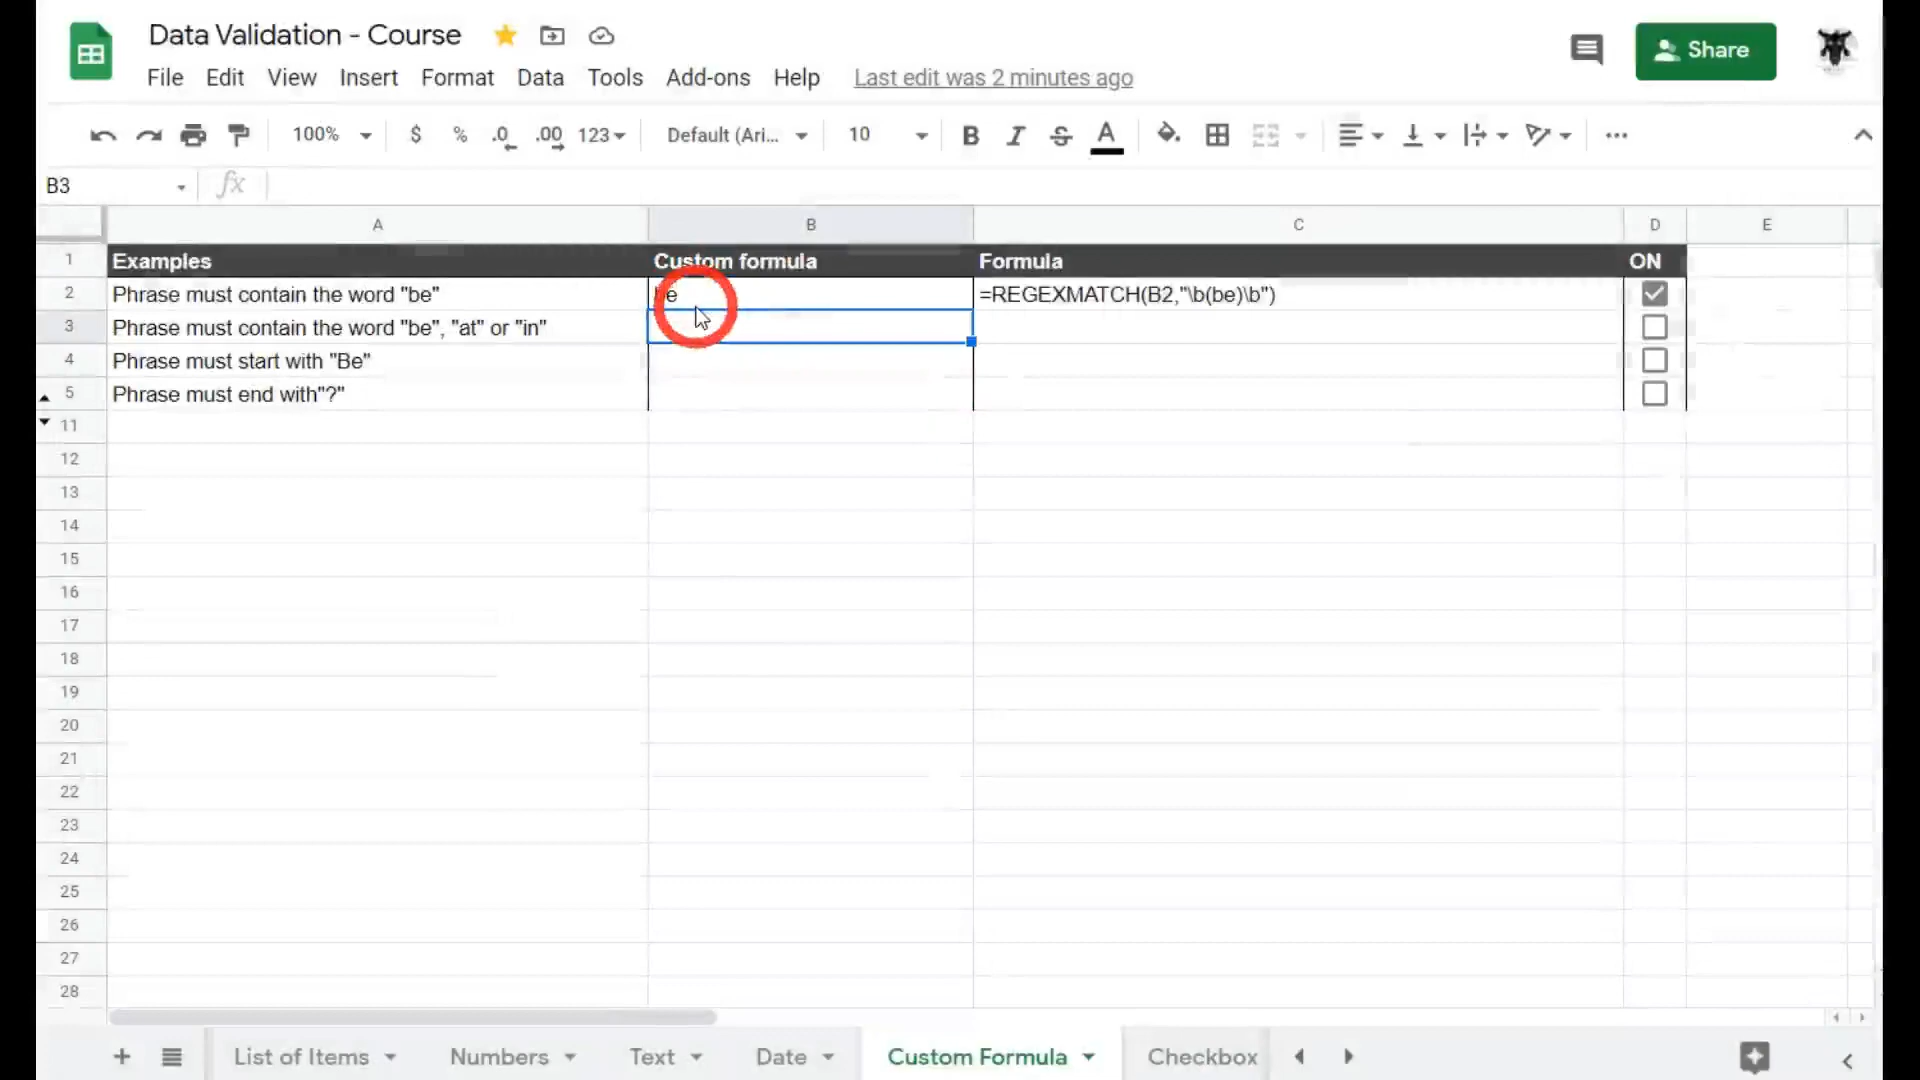 Data Validation - Course
File Edit View Insert Format Data Tools Add-ons Help Last edit was 2 minutes ago
Share
100% $ % .0 .00 123 Default (Ari... 10 B I S A
B3 fx
A B C D E
1 Examples Custom formula Formula ON
2 Phrase must contain the word "be" be =REGEXMATCH(B2,"\b(be)\b")
3 Phrase must contain the word "be", "at" or "in"
4 Phrase must start with "Be"
5 Phrase must end with"?"
11
12
13
14
15
16
17
18
19
20
21
22
23
24
25
26
27
28
List of Items Numbers Text Date Custom Formula Checkbox